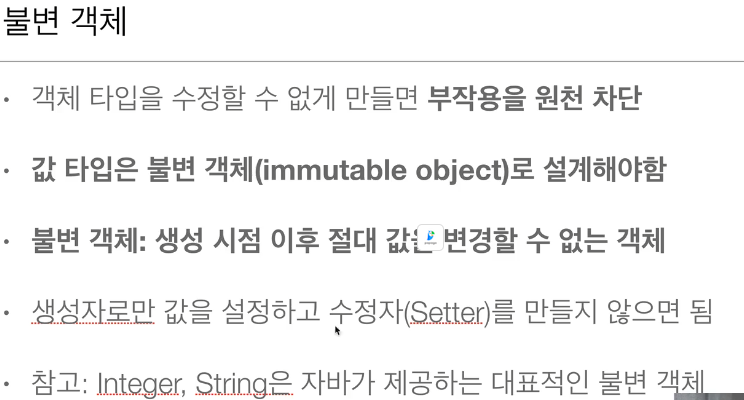 불변 객체
• 객체 타입을 수정할 수 없게 만들면 부작용을 원천 차단
• 값 타입은 불변 객체(immutable object)로 설계해야함
• 불변 객체: 생성 시점 이후 절대 값을 변경할 수 없는 객체
• 생성자로만 값을 설정하고 수정자(Setter)를 만들지 않으면 됨
• 참고: Integer, String은 자바가 제공하는 대표적인 불변 객체